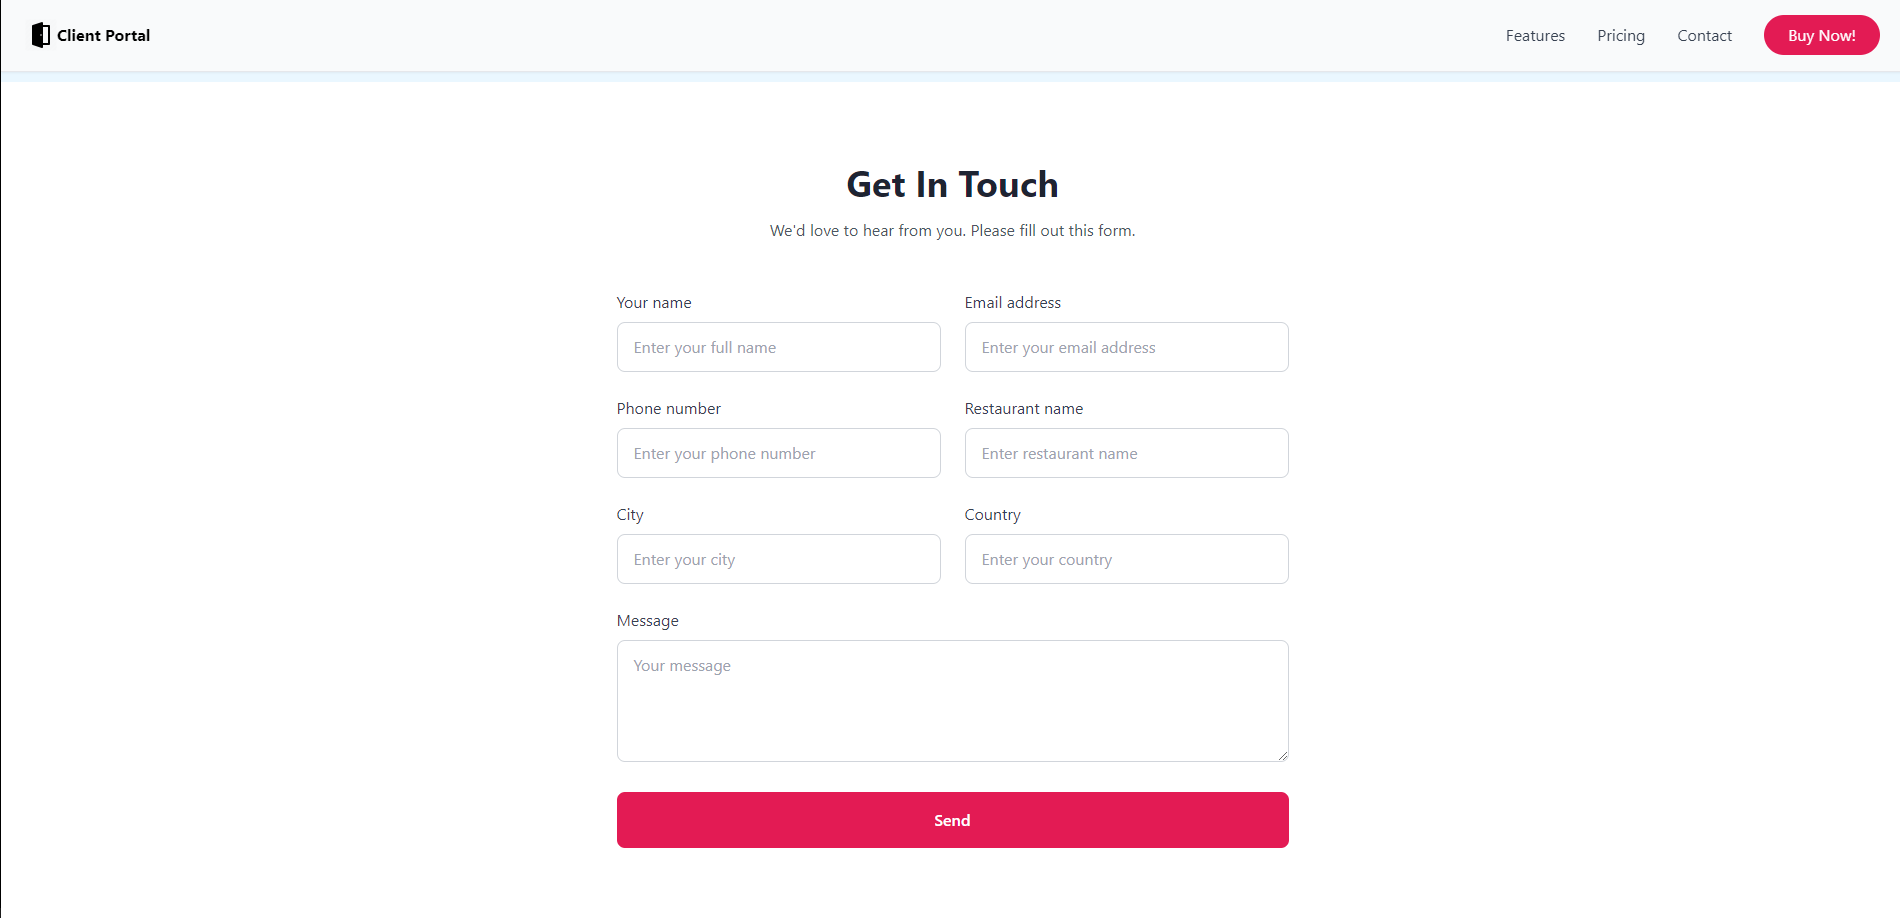 Client Portal
Features Pricing Contact Buy Now!
Get In Touch
We'd love to hear from you. Please fill out this form.
Your name Email address
Enter your full name Enter your email address
Phone number Restaurant name
Enter your phone number Enter restaurant name
City Country
Enter your city Enter your country
Message
Your message
Send